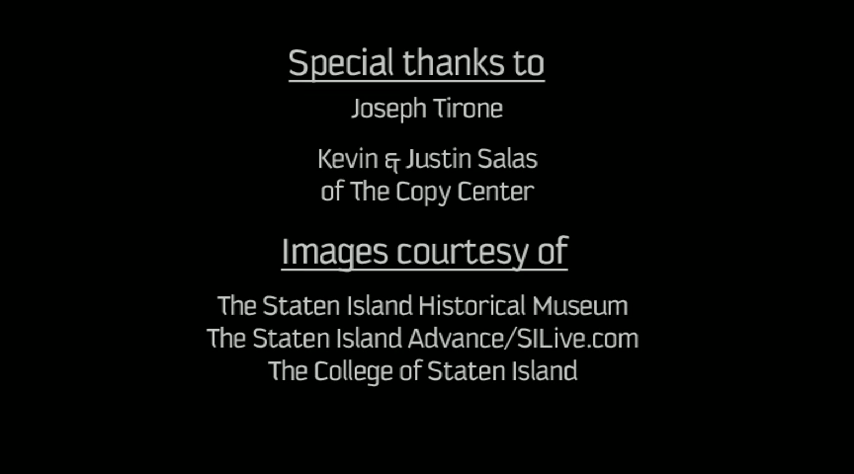 Special thanks to
Joseph Tirone
Kevin & Justin Salas
of The Copy Center
Images courtesy of
The Staten Island Historical Museum
The Staten Island Advance/SILive.com
The College of Staten Island